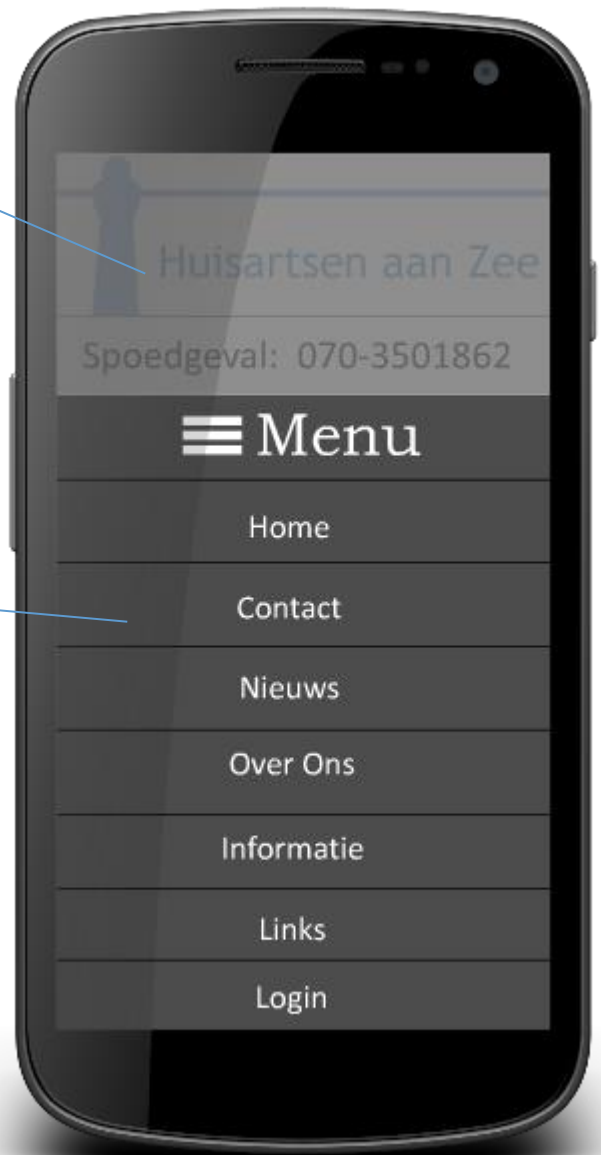 Huisartsen aan Zee
Spoedgeval: 070-3501862
Menu
Home
Contact
Nieuws
Over Ons
Informatie
Links
Login